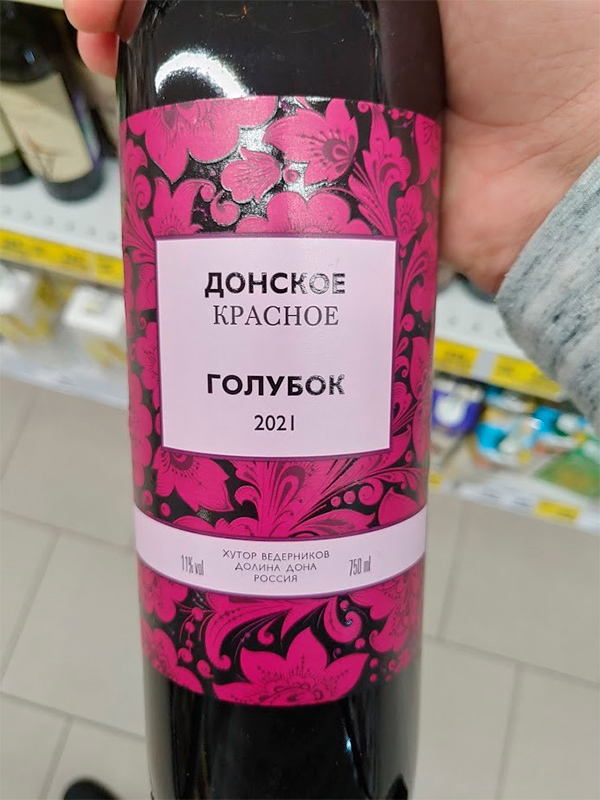 ДОНСКОЕ
КРАСНОЕ
ГОЛУБОК
2021
11% vol
ХУТОР ВЕДЕРНИКОВ
ДОЛИНА ДОНА
РОССИЯ
750 ml